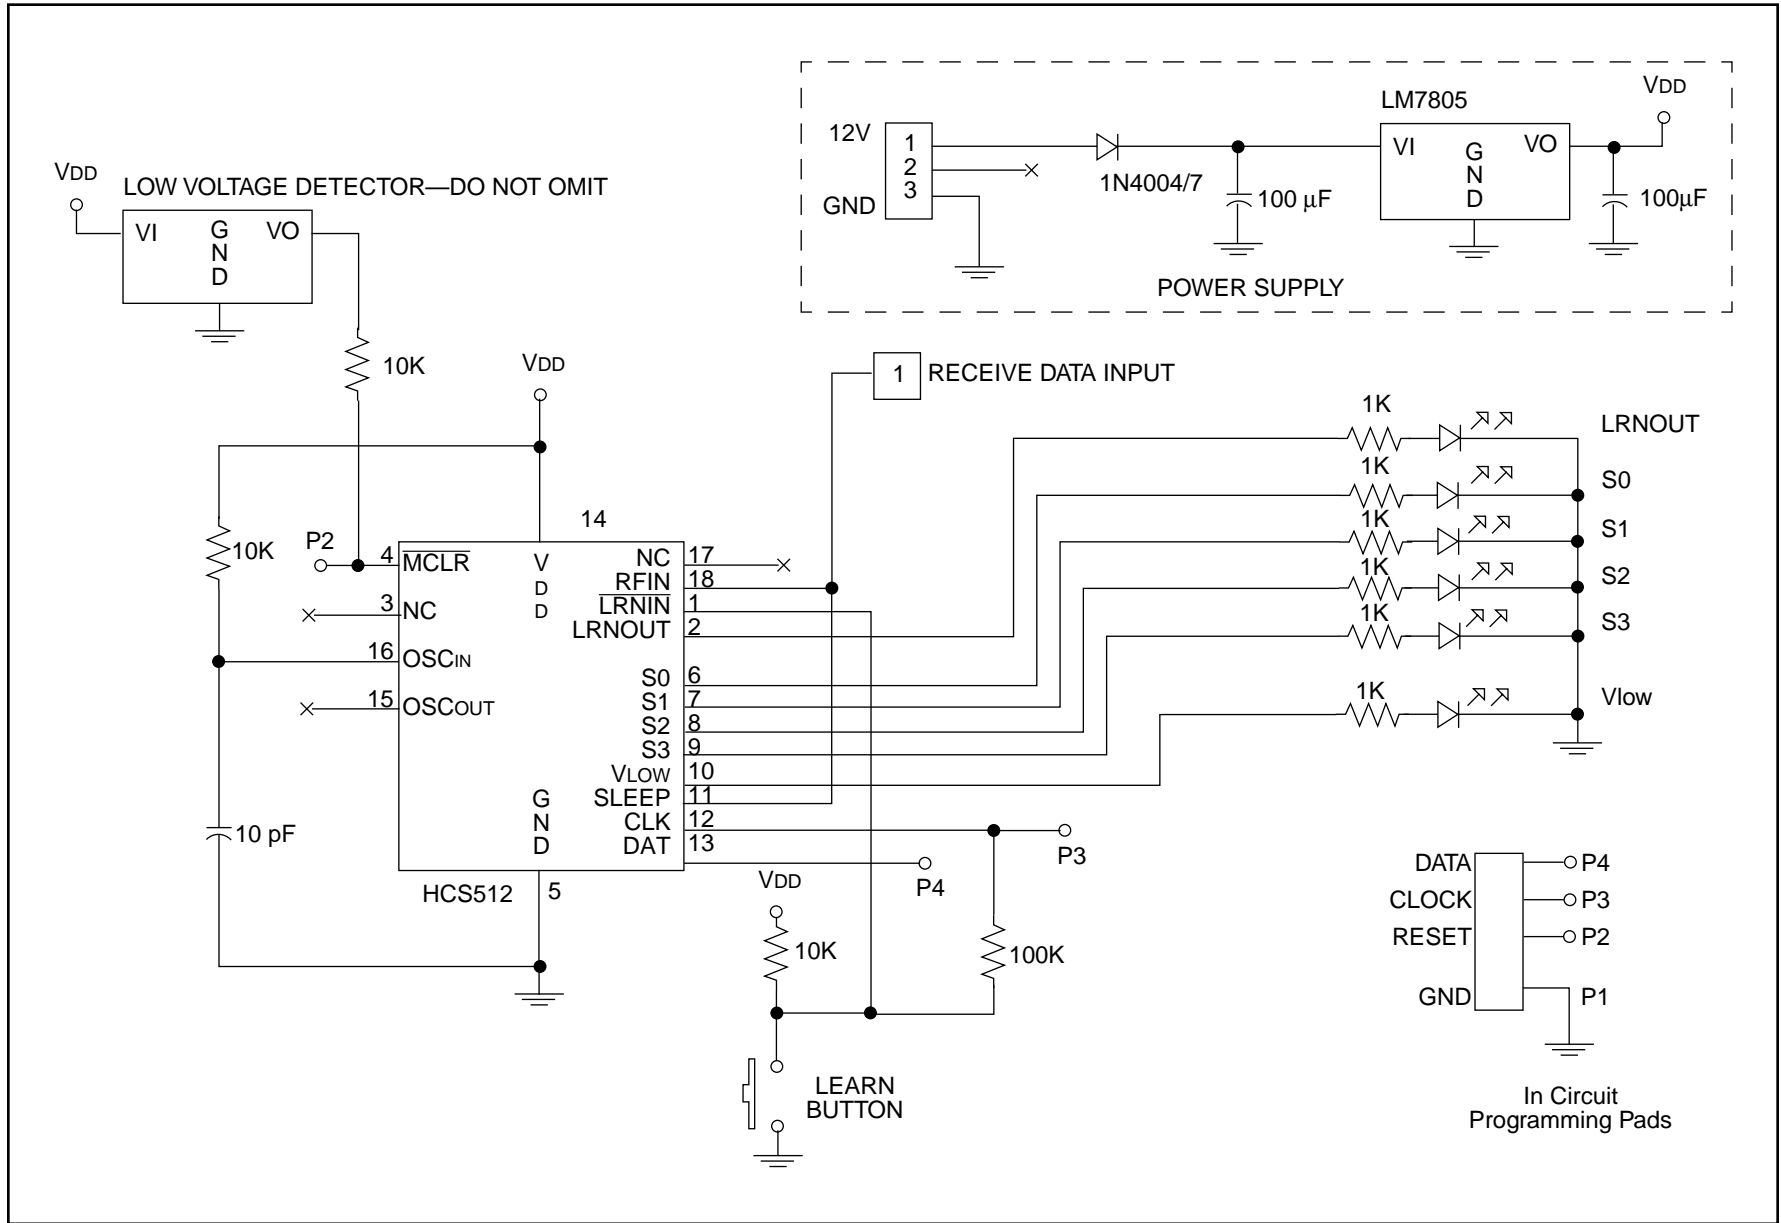 VDD
LM7805
12V
1
2
3
GND
1N4004/7
100 µF
VI
GND
VO
100µF
POWER SUPPLY
VDD
LOW VOLTAGE DETECTOR—DO NOT OMIT
VI
GND
VO
10K
VDD
1
RECEIVE DATA INPUT
1K
LRNOUT
1K
S0
1K
S1
1K
S2
1K
S3
1K
Vlow
10K
P2
14
4
MCLR
VDD
3
NC
16
OSCIN
15
OSCOUT
NC
17
RFIN
18
LRNIN
1
LRNOUT
2
S0
6
S1
7
S2
8
S3
9
VLOW
10
SLEEP
11
CLK
12
DAT
13
GND
10 pF
HCS512
5
P3
P4
VDD
10K
100K
LEARN
BUTTON
DATA
P4
CLOCK
P3
RESET
P2
GND
P1
In Circuit
Programming Pads